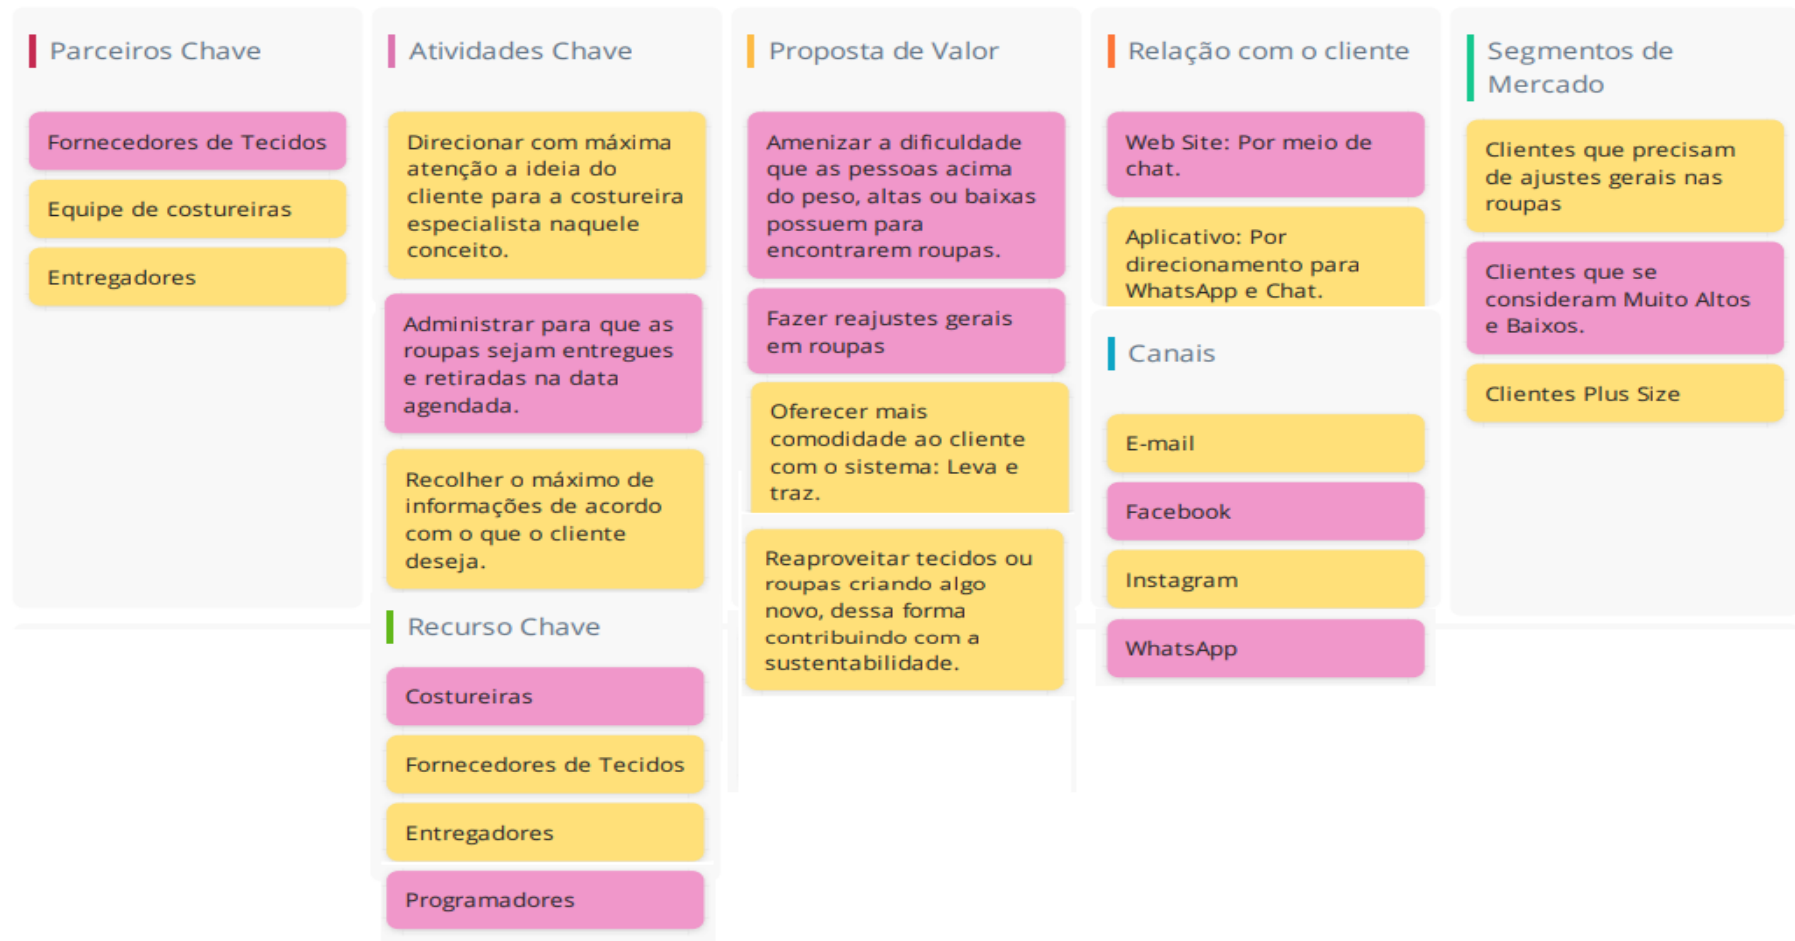 Parceiros Chave
Fornecedores de Tecidos
Equipe de costureiras
Entregadores
Atividades Chave
Direcionar com máxima
atenção a ideia do
cliente para a costureira
especialista naquele
conceito.
Administrar para que as
roupas sejam entregues
e retiradas na data
agendada.
Recolher o máximo de
informações de acordo
com o que o cliente
deseja.
Recurso Chave
Costureiras
Fornecedores de Tecidos
Entregadores
Programadores
Proposta de Valor
Amenizar a dificuldade
que as pessoas acima
do peso, altas ou baixas
possuem para
encontrarem roupas.
Fazer reajustes gerais
em roupas
Oferecer mais
comodidade ao cliente
com o sistema: Leva e
traz.
Reaproveitar tecidos ou
roupas criando algo
novo, dessa forma
contribuindo com a
sustentabilidade.
Relação com o cliente
Web Site: Por meio de
chat.
Aplicativo: Por
direcionamento para
WhatsApp e Chat.
Canais
E-mail
Facebook
Instagram
WhatsApp
Segmentos de
Mercado
Clientes que precisam
de ajustes gerais nas
roupas
Clientes que se
consideram Muito Altos
e Baixos.
Clientes Plus Size